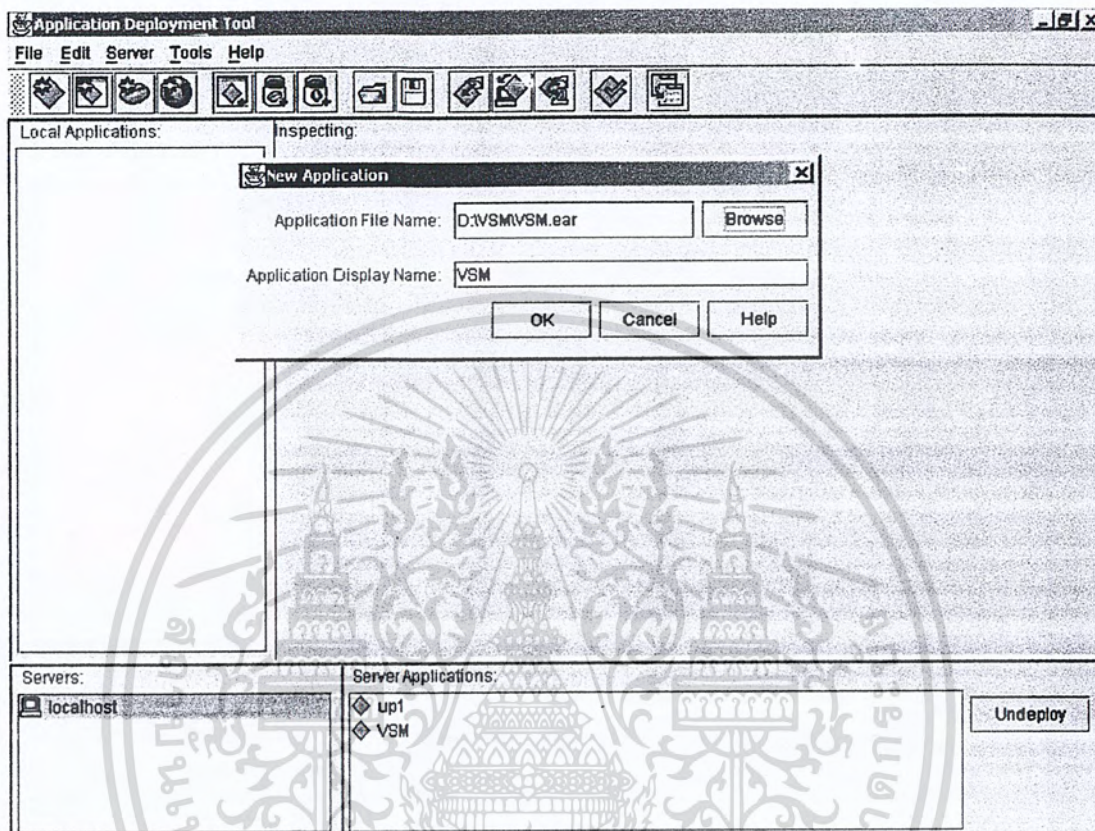 Application Deployment Tool
File Edit Server Tools Help
Local Applications:
Inspecting:
New Application
Application File Name: D:\VSM\VSM.ear Browse
Application Display Name: VSM
OK Cancel Help
Servers:
localhost
Server Applications:
up1
VSM
Undeploy